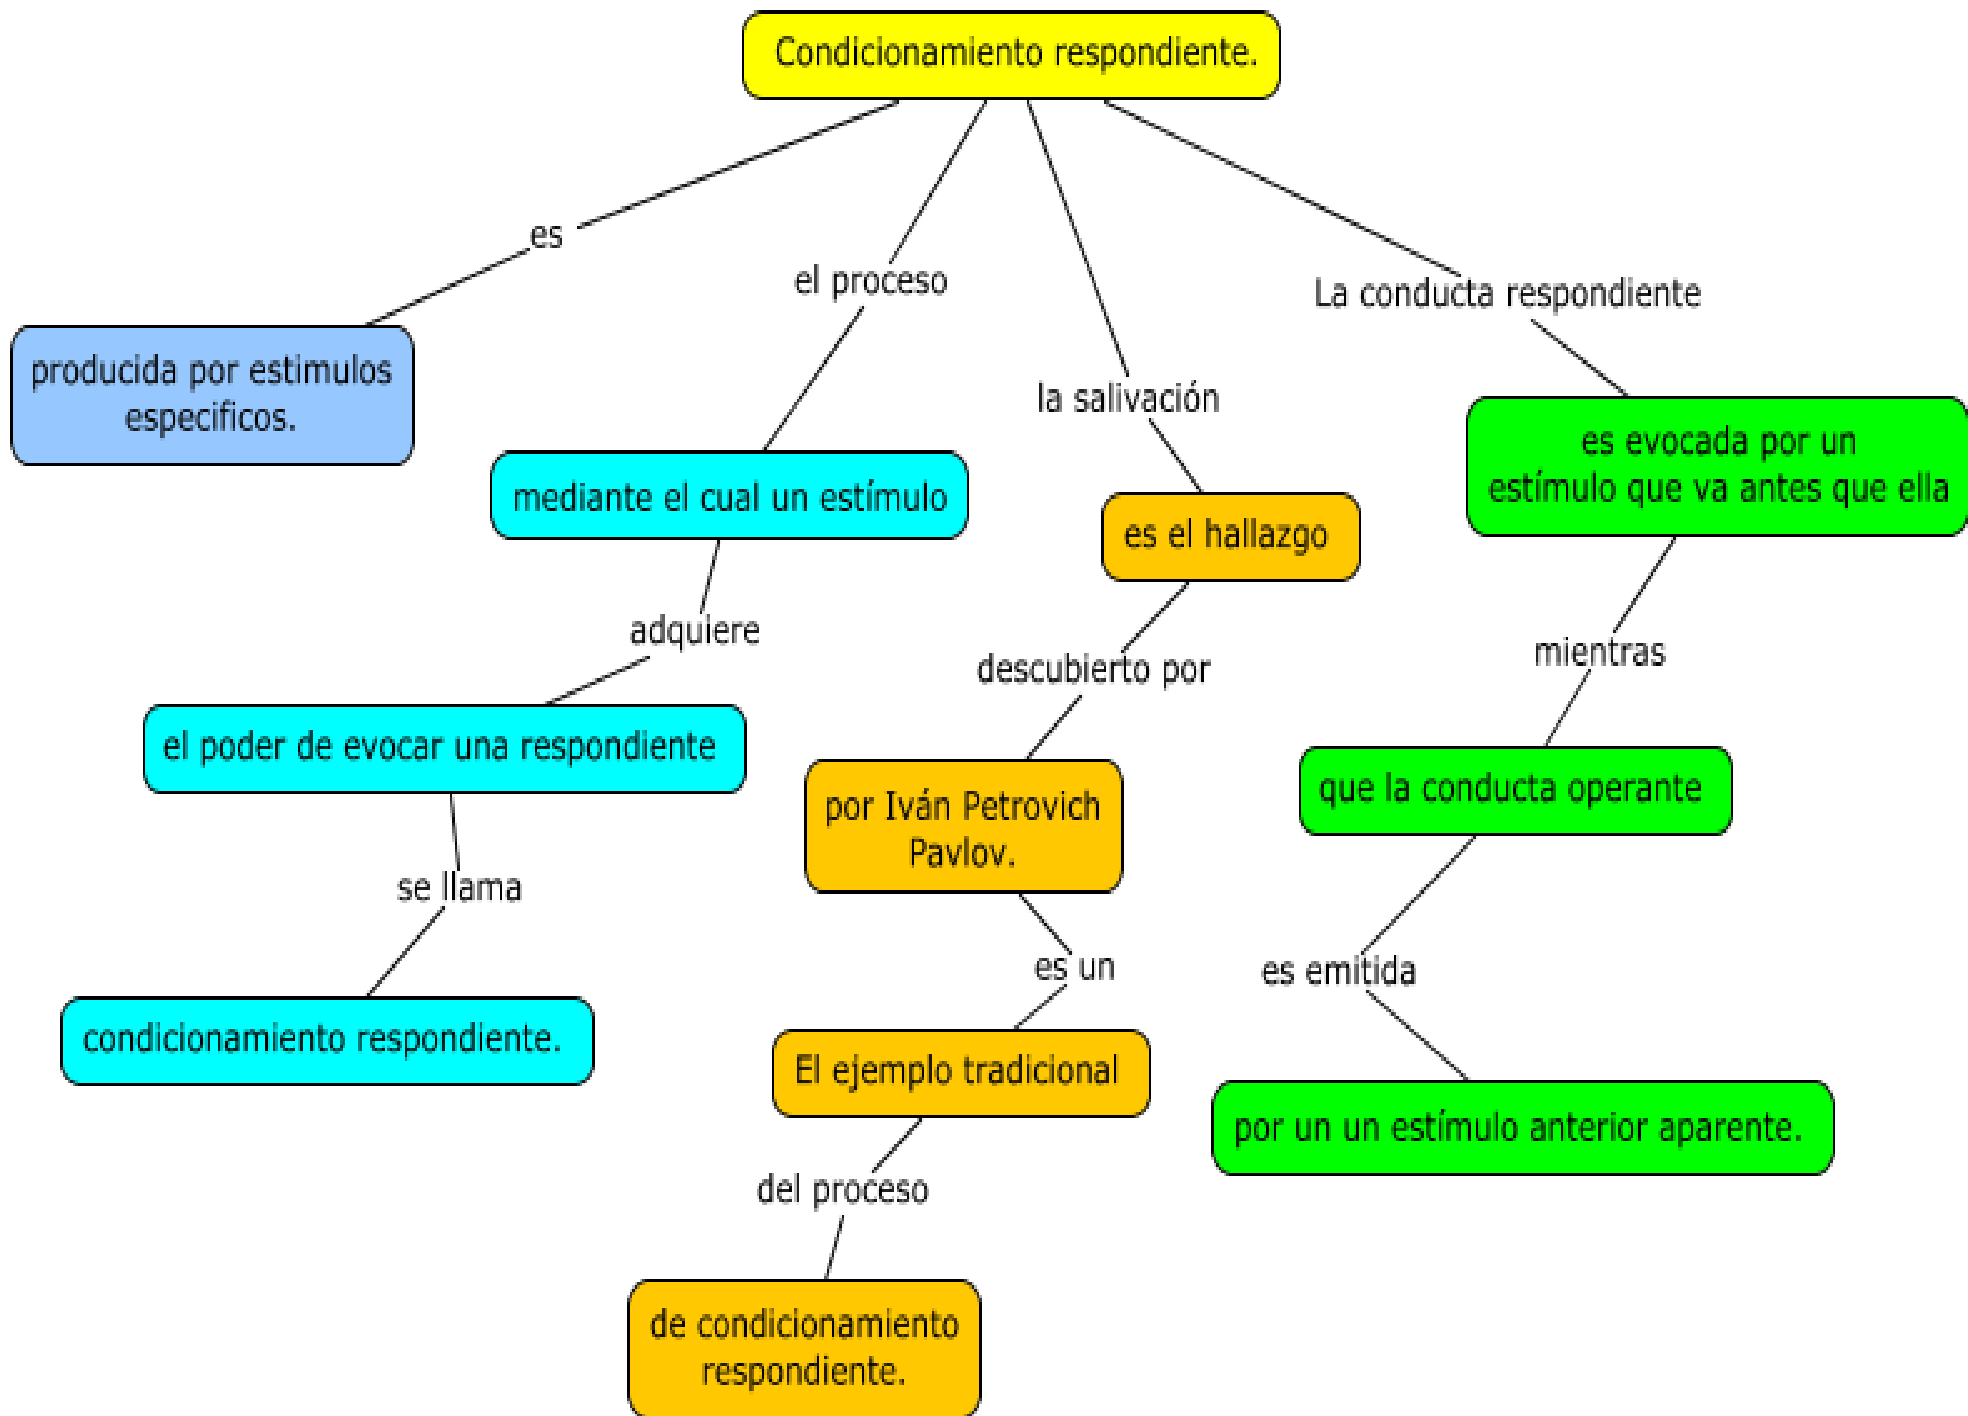 Condicionamiento respondiente.
es
producida por estimulos
especificos.
el proceso
mediante el cual un estímulo
adquiere
el poder de evocar una respondiente
se llama
condicionamiento respondiente.
la salivación
es el hallazgo
descubierto por
por Iván Petrovich
Pavlov.
es un
El ejemplo tradicional
del proceso
de condicionamiento
respondiente.
La conducta respondiente
es evocada por un
estímulo que va antes que ella
mientras
que la conducta operante
es emitida
por un un estímulo anterior aparente.